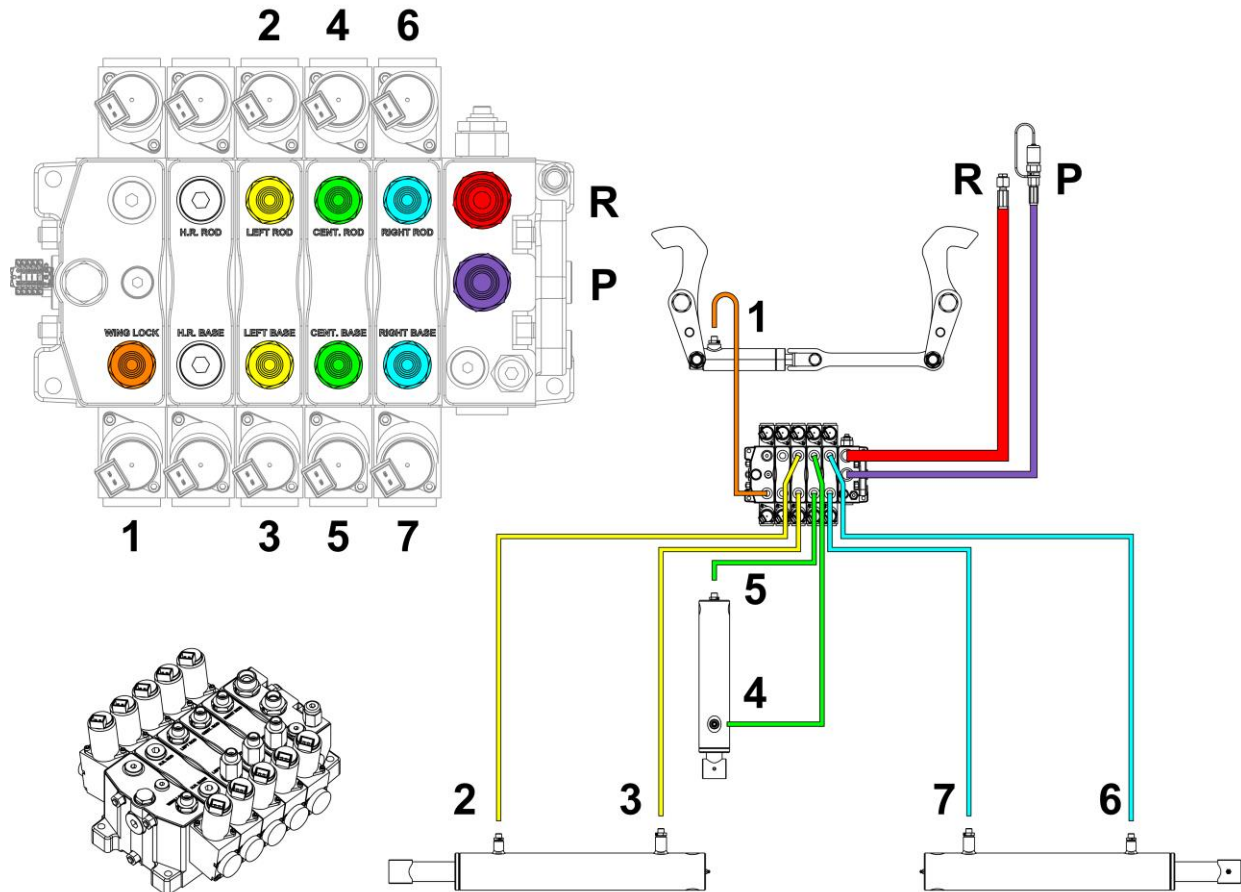 2 4 6
H.R. ROD LEFT ROD CENT. ROD RIGHT ROD
R
P
WING LOCK H.R. BASE LEFT BASE CENT. BASE RIGHT BASE
1 3 5 7
R P
1
5
4
2 3 7 6